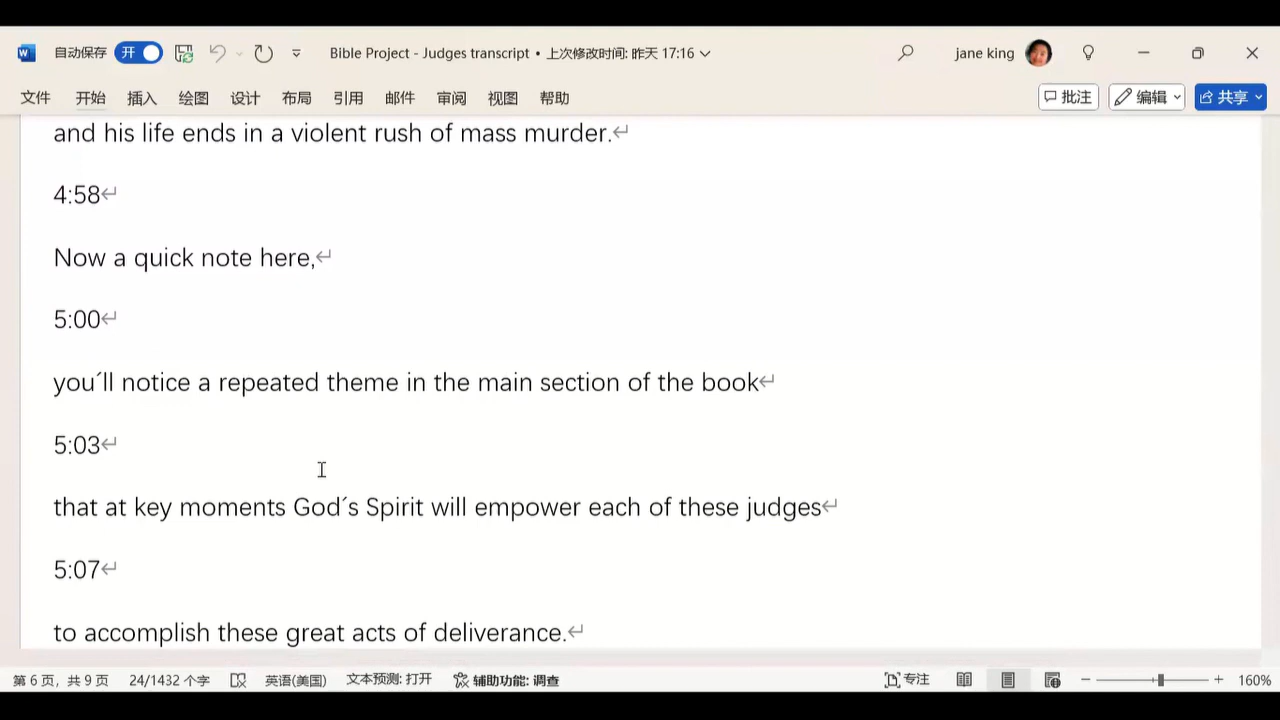 自动保存 开 Bible Project - Judges transcript • 上次修改时间: 昨天 17:16 jane king
文件 开始 插入 绘图 设计 布局 引用 邮件 审阅 视图 帮助 批注 编辑 共享
and his life ends in a violent rush of mass murder.↵
4:58↵
Now a quick note here,↵
5:00↵
you´ll notice a repeated theme in the main section of the book↵
5:03↵
that at key moments God´s Spirit will empower each of these judges↵
5:07↵
to accomplish these great acts of deliverance.↵
第 6 页，共 9 页 24/1432 个字 英语(美国) 文本预测: 打开 辅助功能: 调查 专注 160%